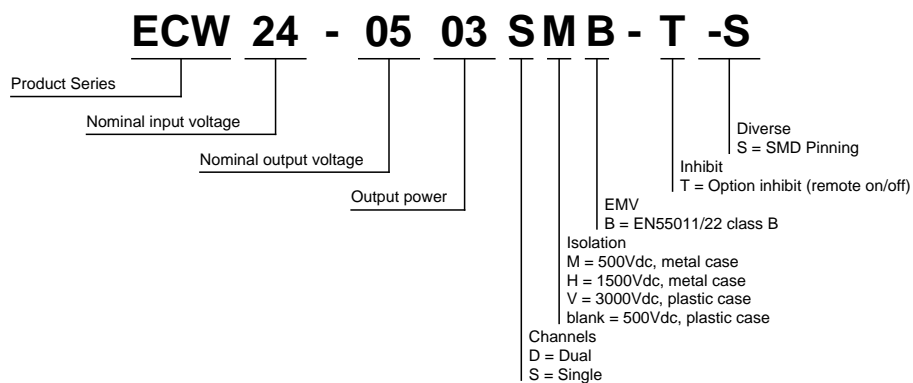 ECW 24 - 05 03 S M B - T -S
Product Series
Nominal input voltage
Nominal output voltage
Output power
Diverse
S = SMD Pinning
Inhibit
T = Option inhibit (remote on/off)
EMV
B = EN55011/22 class B
Isolation
M = 500Vdc, metal case
H = 1500Vdc, metal case
V = 3000Vdc, plastic case
blank = 500Vdc, plastic case
Channels
D = Dual
S = Single